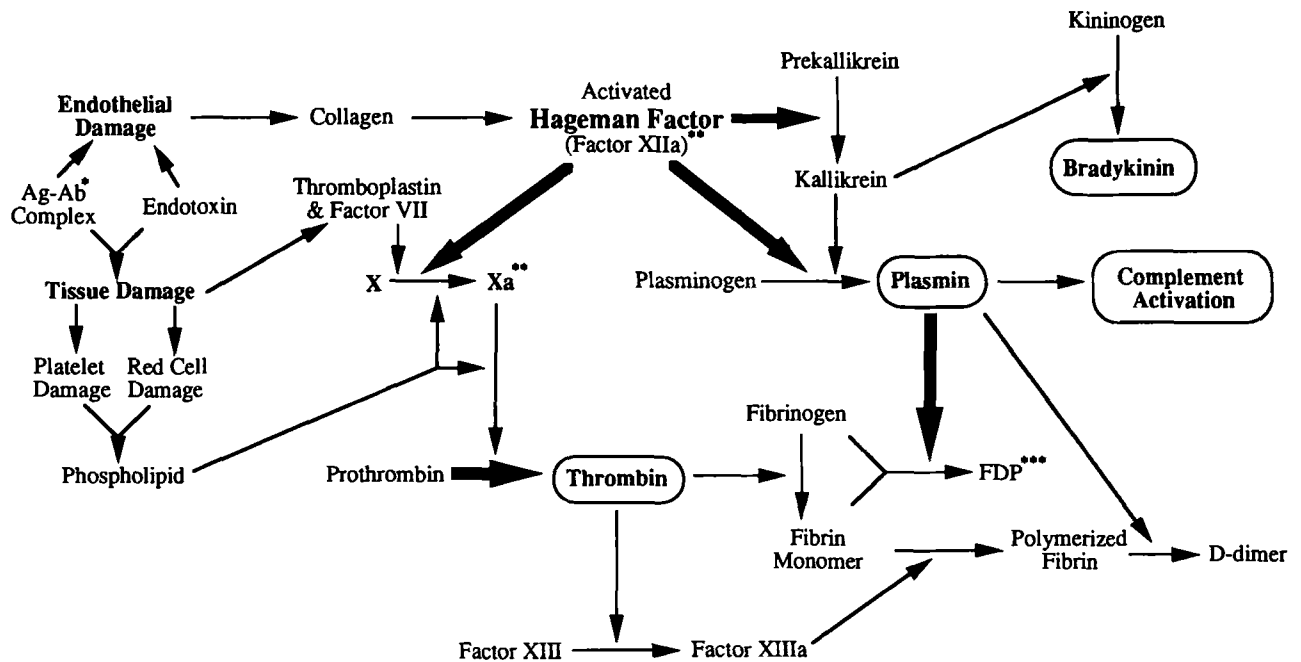 Kininogen
Prekallikrein
Activated
Hageman Factor
(Factor XIIa)**
Endothelial
Damage
Collagen
Bradykinin
Kallikrein
Ag-Ab*
Complex
Endotoxin
Thromboplastin
& Factor VII
X
Xa**
Plasminogen
Plasmin
Complement
Activation
Tissue Damage
Platelet
Damage
Red Cell
Damage
Phospholipid
Fibrinogen
Prothrombin
Thrombin
FDP***
Fibrin
Monomer
Polymerized
Fibrin
D-dimer
Factor XIII
Factor XIIIa